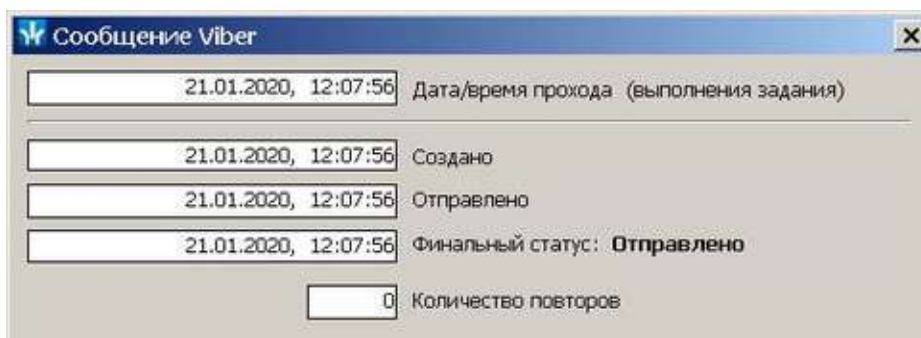 Сообщение Viber
21.01.2020, 12:07:56 Дата/время прохода (выполнения задания)
21.01.2020, 12:07:56 Создано
21.01.2020, 12:07:56 Отправлено
21.01.2020, 12:07:56 Финальный статус: Отправлено
0 Количество повторов